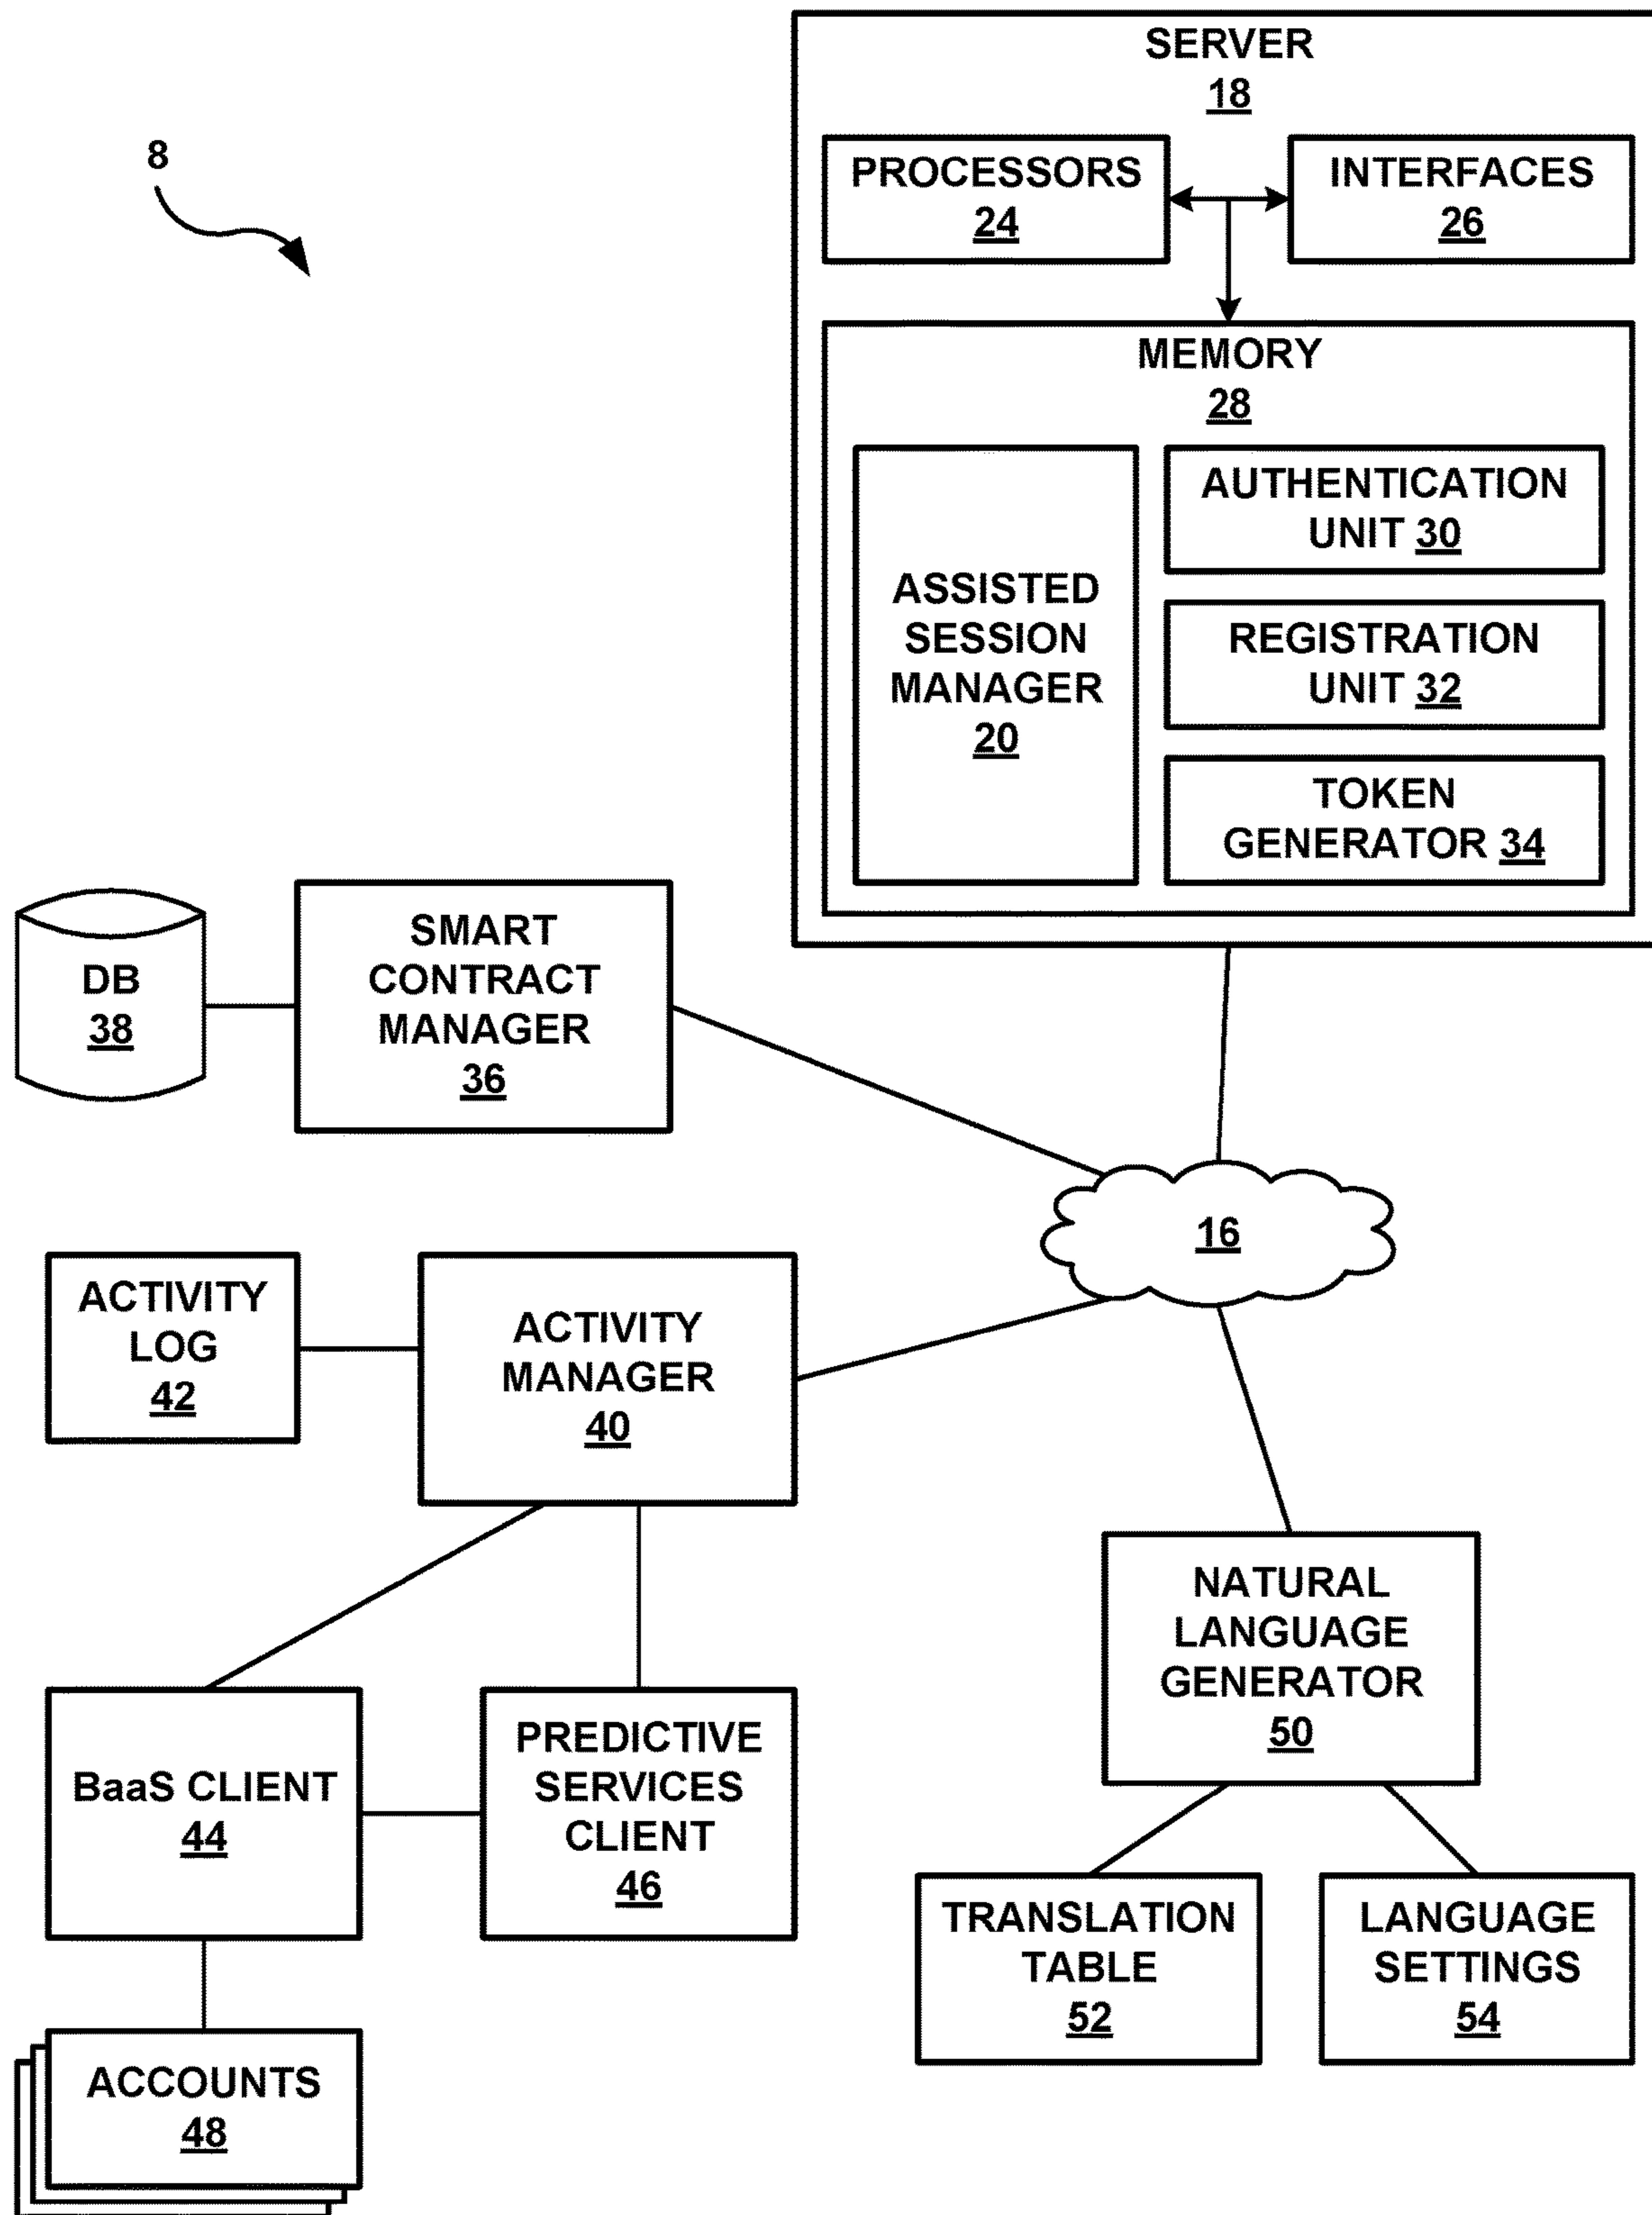 8
SERVER
18
PROCESSORS
24
INTERFACES
26
MEMORY
28
ASSISTED
SESSION
MANAGER
20
AUTHENTICATION
UNIT 30
REGISTRATION
UNIT 32
TOKEN
GENERATOR 34
DB
38
SMART
CONTRACT
MANAGER
36
16
ACTIVITY
LOG
42
ACTIVITY
MANAGER
40
NATURAL
LANGUAGE
GENERATOR
50
BaaS CLIENT
44
PREDICTIVE
SERVICES
CLIENT
46
TRANSLATION
TABLE
52
LANGUAGE
SETTINGS
54
ACCOUNTS
48